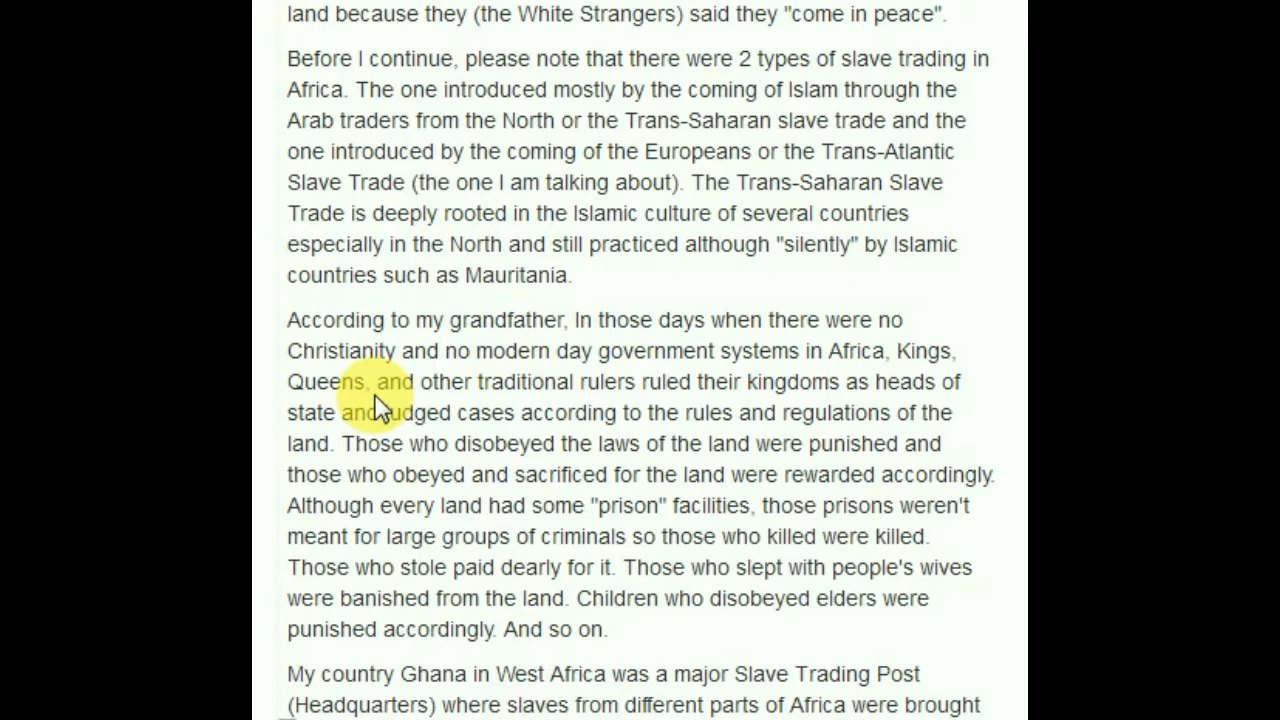 land because they (the White Strangers) said they "come in peace".
Before I continue, please note that there were 2 types of slave trading in
Africa. The one introduced mostly by the coming of Islam through the
Arab traders from the North or the Trans-Saharan slave trade and the
one introduced by the coming of the Europeans or the Trans-Atlantic
Slave Trade (the one I am talking about). The Trans-Saharan Slave
Trade is deeply rooted in the Islamic culture of several countries
especially in the North and still practiced although "silently" by Islamic
countries such as Mauritania.
According to my grandfather, In those days when there were no
Christianity and no modern day government systems in Africa, Kings,
Queens, and other traditional rulers ruled their kingdoms as heads of
state and judged cases according to the rules and regulations of the
land. Those who disobeyed the laws of the land were punished and
those who obeyed and sacrificed for the land were rewarded accordingly.
Although every land had some "prison" facilities, those prisons weren't
meant for large groups of criminals so those who killed were killed.
Those who stole paid dearly for it. Those who slept with people's wives
were banished from the land. Children who disobeyed elders were
punished accordingly. And so on.
My country Ghana in West Africa was a major Slave Trading Post
(Headquarters) where slaves from different parts of Africa were brought